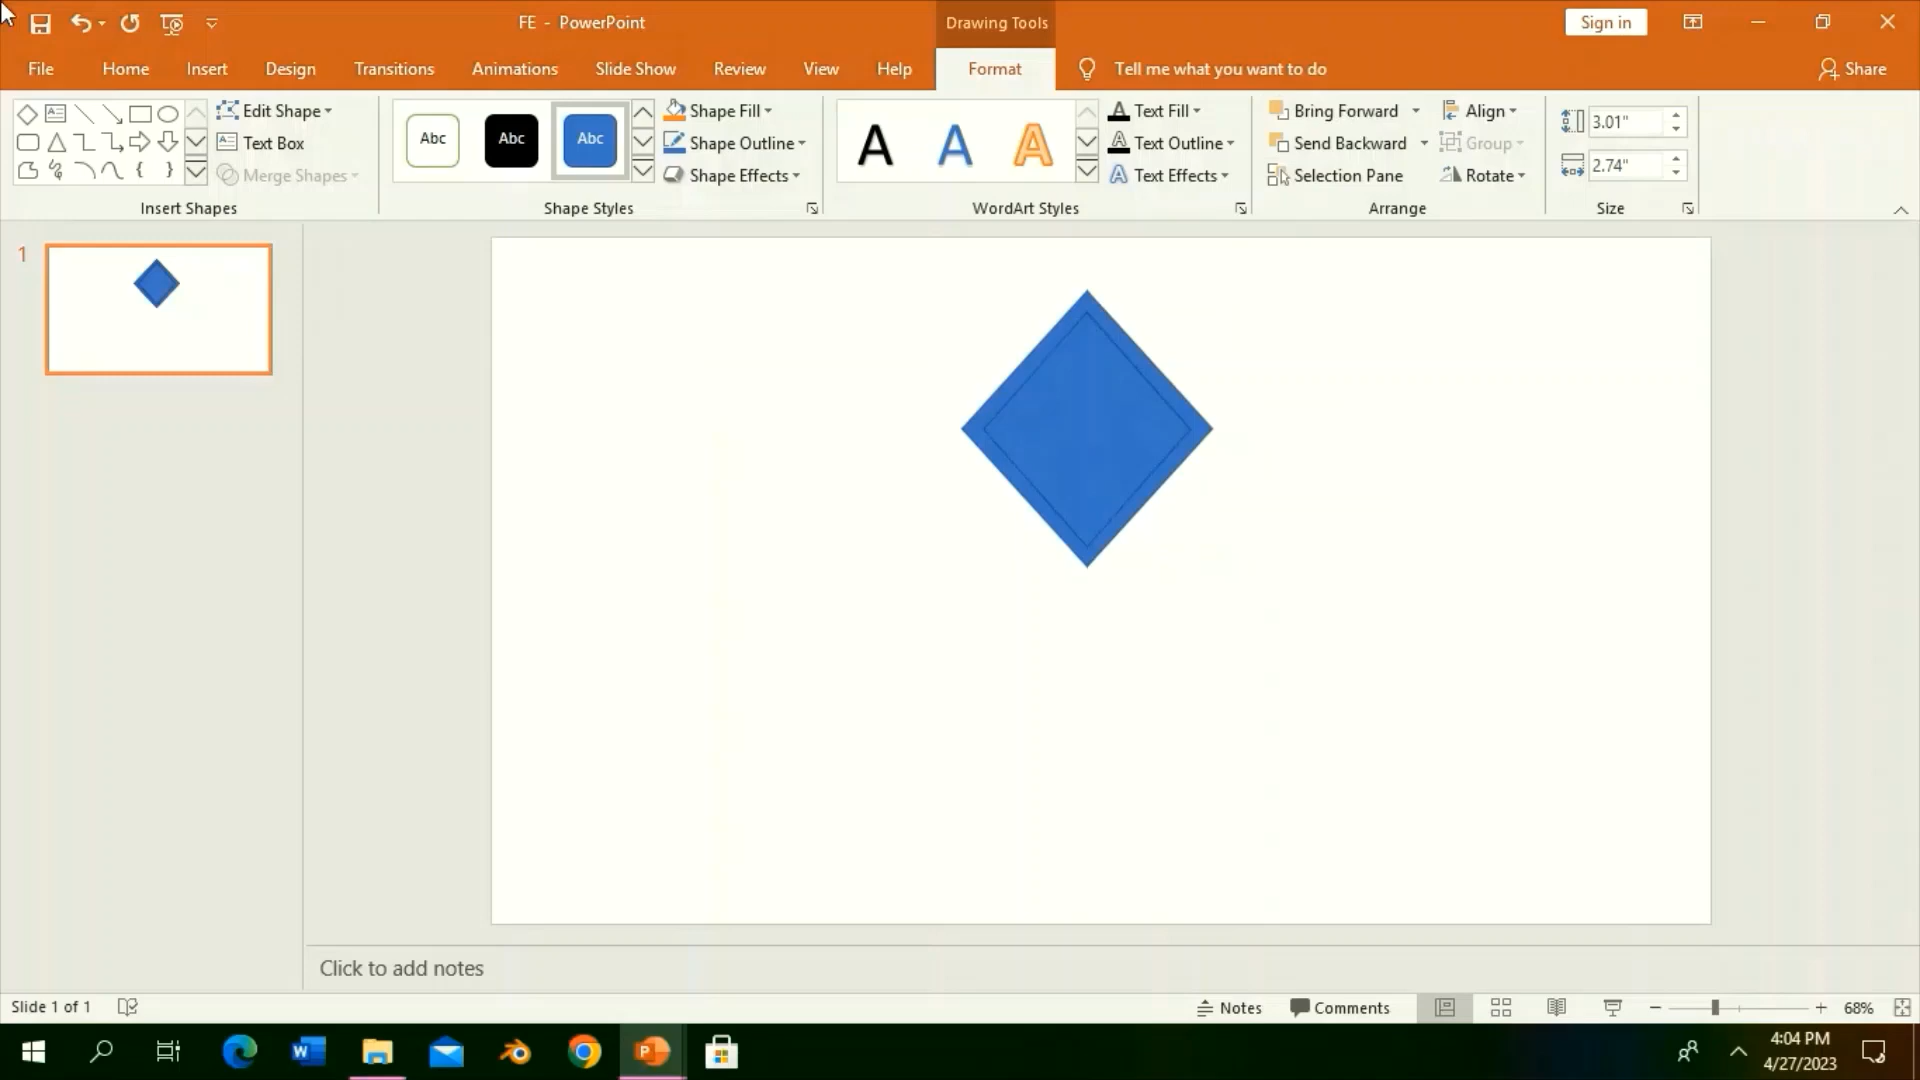 FE - PowerPoint
Drawing Tools
Sign in
File Home Insert Design Transitions Animations Slide Show Review View Help Format Tell me what you want to do Share
Edit Shape
Text Box
Merge Shapes
Insert Shapes
Abc Abc Abc
Shape Fill
Shape Outline
Shape Effects
Shape Styles
A A A
Text Fill
Text Outline
Text Effects
WordArt Styles
Bring Forward
Send Backward
Selection Pane
Align
Group
Rotate
Arrange
3.01"
2.74"
Size
1
Click to add notes
Slide 1 of 1
Notes Comments 68%
4:04 PM
4/27/2023